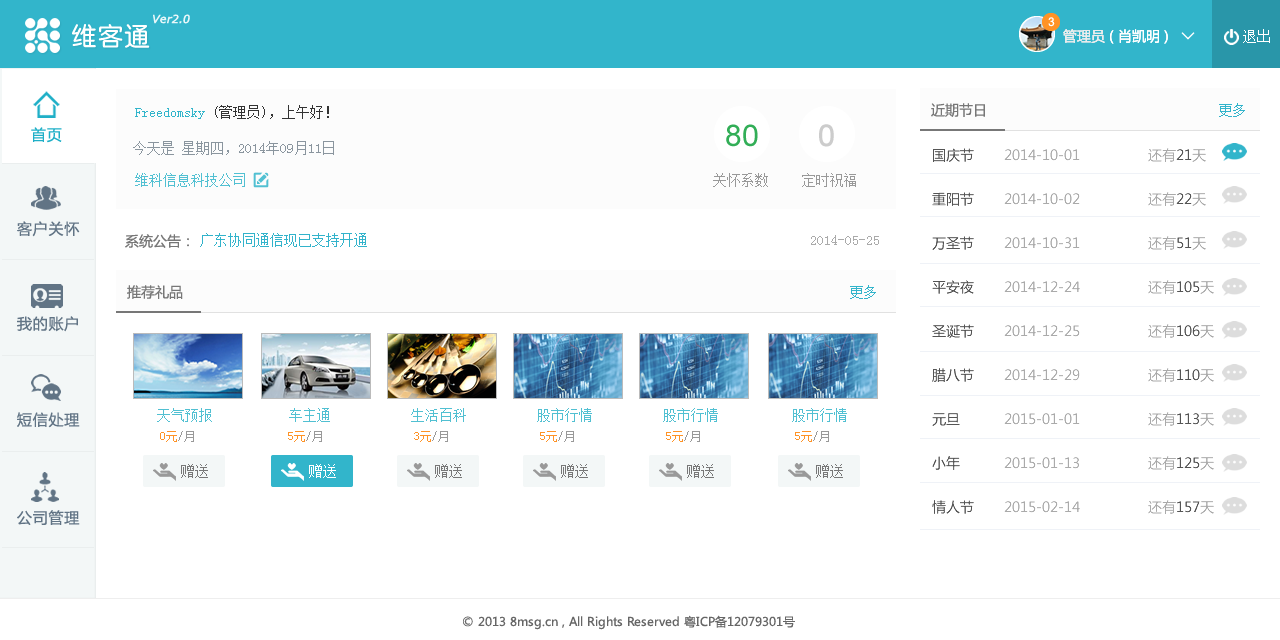 维客通 Ver2.0
3
管理员 ( 肖凯明 )
退出
首页
客户关怀
我的账户
短信处理
公司管理
Freedomsky (管理员), 上午好!
今天是 星期四, 2014年09月11日
维科信息科技公司
80
关怀系数
0
定时祝福
系统公告： 广东协同通信现已支持开通 2014-05-25
推荐礼品 更多
天气预报 车主通 生活百科 股市行情 股市行情 股市行情
0元/月 5元/月 3元/月 5元/月 5元/月 5元/月
赠送 赠送 赠送 赠送 赠送 赠送
近期节日 更多
国庆节 2014-10-01 还有21天
重阳节 2014-10-02 还有22天
万圣节 2014-10-31 还有51天
平安夜 2014-12-24 还有105天
圣诞节 2014-12-25 还有106天
腊八节 2014-12-29 还有110天
元旦 2015-01-01 还有113天
小年 2015-01-13 还有125天
情人节 2015-02-14 还有157天
© 2013 8msg.cn , All Rights Reserved 粤ICP备12079301号